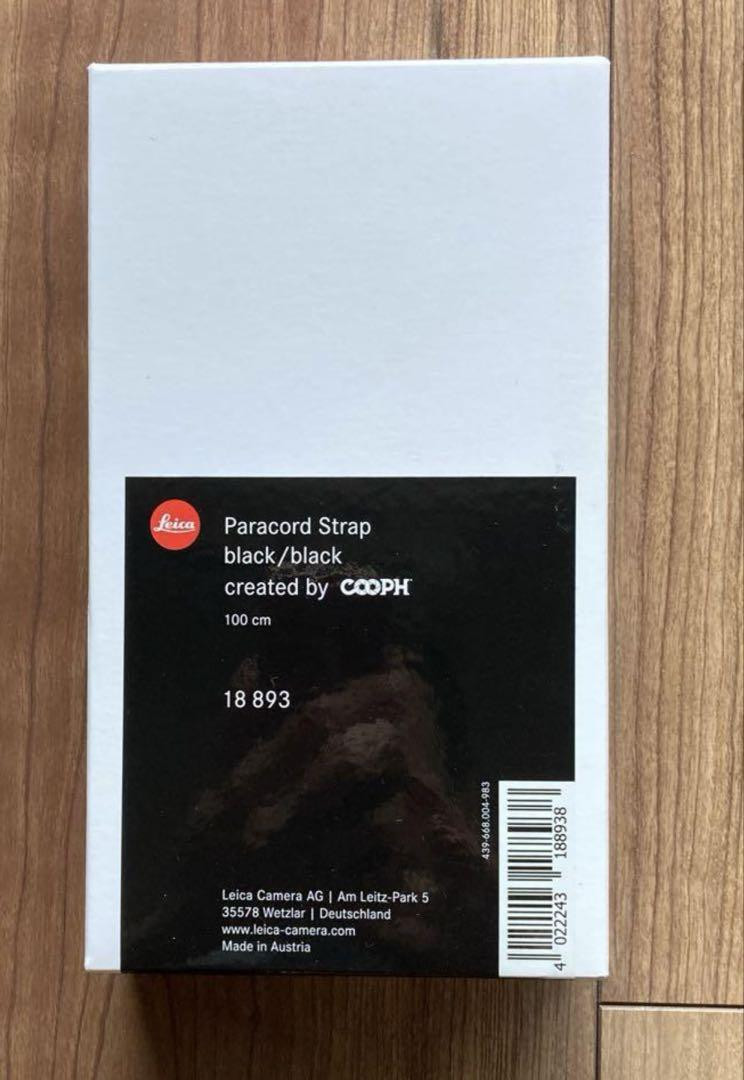 Leica
Paracord Strap
black/black
created by COOPH
100 cm
18 893
439-668.004-983
4 022243 188938
Leica Camera AG | Am Leitz-Park 5
35578 Wetzlar | Deutschland
www.leica-camera.com
Made in Austria